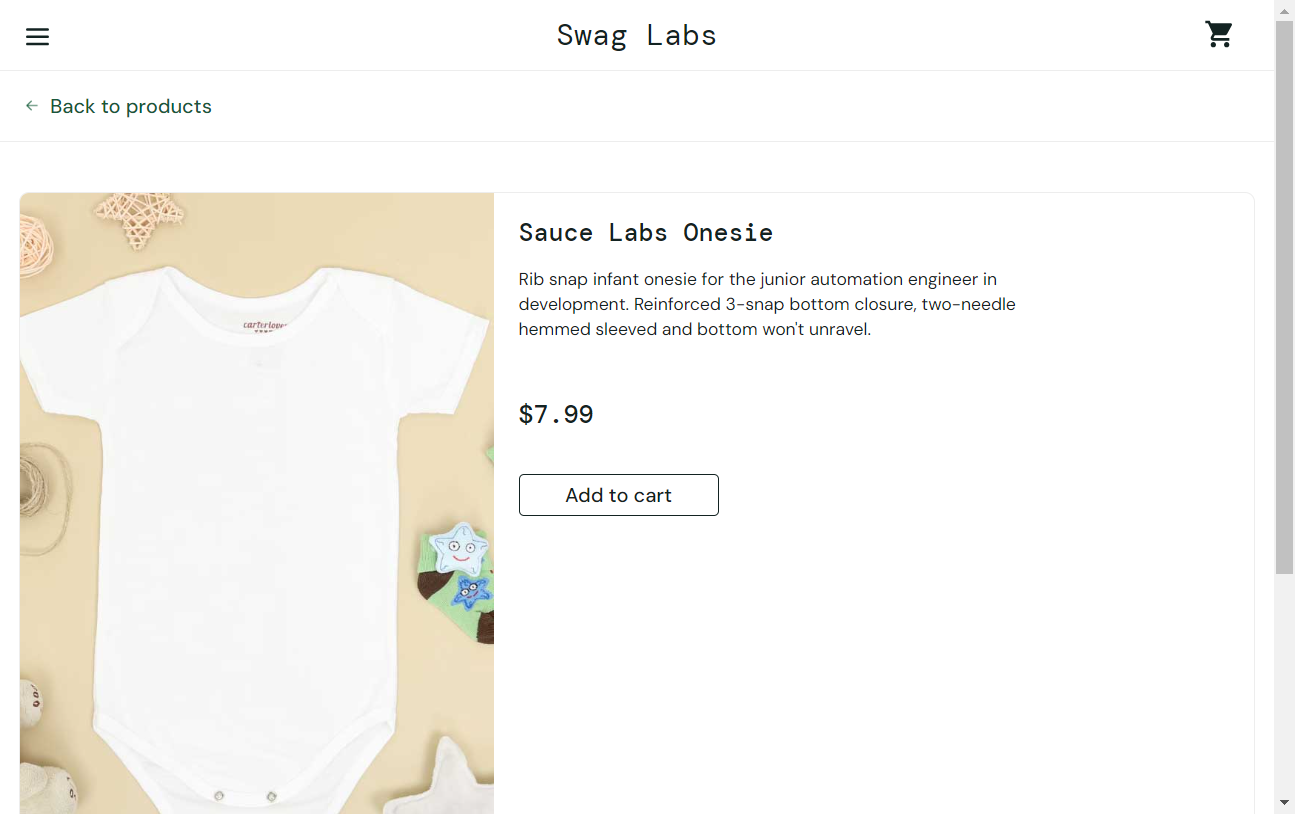 Swag Labs
Back to products
Sauce Labs Onesie
Rib snap infant onesie for the junior automation engineer in
development. Reinforced 3-snap bottom closure, two-needle
hemmed sleeved and bottom won't unravel.
$7.99
Add to cart